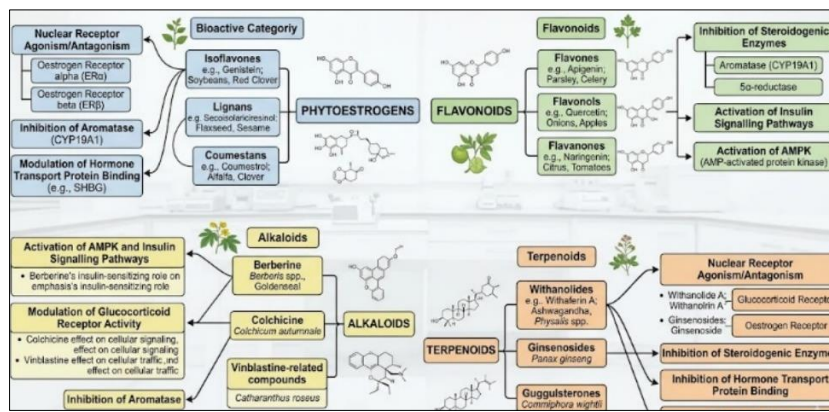 Bioactive Categoriy
Nuclear Receptor
Agonism/Antagonism
Oestrogen Receptor
alpha (ERα)
Oestrogen Receptor
beta (ERβ)
Inhibition of Aromatase
(CYP19A1)
Modulation of Hormone
Transport Protein Binding
(e.g., SHBG)
Isoflavones
e.g., Genistein;
Soybeans, Red Clover
Lignans
e.g., Secoisolariciresinol;
Flaxseed, Sesame
Coumestans
e.g., Coumestrol;
Alfalfa, Clover
PHYTOESTROGENS
Flavonoids
FLAVONOIDS
Flavones
e.g., Apigenin;
Parsley, Celery
Flavonols
e.g., Quercetin;
Onions, Apples
Flavanones
e.g., Naringenin;
Citrus, Tomatoes
Inhibition of Steroidogenic
Enzymes
Aromatase (CYP19A1)
5α-reductase
Activation of Insulin
Signalling Pathways
Activation of AMPK
(AMP-activated protein kinase)
Alkaloids
Activation of AMPK and Insulin
Signalling Pathways
• Berberine's insulin-sensitizing role on
emphasis's insulin-sensitizing role
Modulation of Glucocorticoid
Receptor Activity
• Colchicine effect on cellular signaling,
effect on cellular signaling
• Vinblastine effect on cellular traffic,ınd
effect on cellular traffic
Inhibition of Aromatase
Berberine
Berberis spp.,
Goldenseal
Colchicine
Colchicum autumnale
Vinblastine-related
compounds
Catharanthus roseus
ALKALOIDS
Terpenoids
TERPENOIDS
Withanolides
e.g., Withaferin A;
Ashwagandha,
Physalis spp.
Ginsenosides
Panax ginseng
Guggulsterones
Commiphora wightii
Nuclear Receptor
Agonism/Antagonism
• Withanolide A;
Withanolrin A
Glucocorticoid Recepto
• Ginsenosides;
Ginsenoside
Oestrogen Receptor
Inhibition of Steroidogenic Enzyme
Inhibition of Hormone Transport
Protein Binding